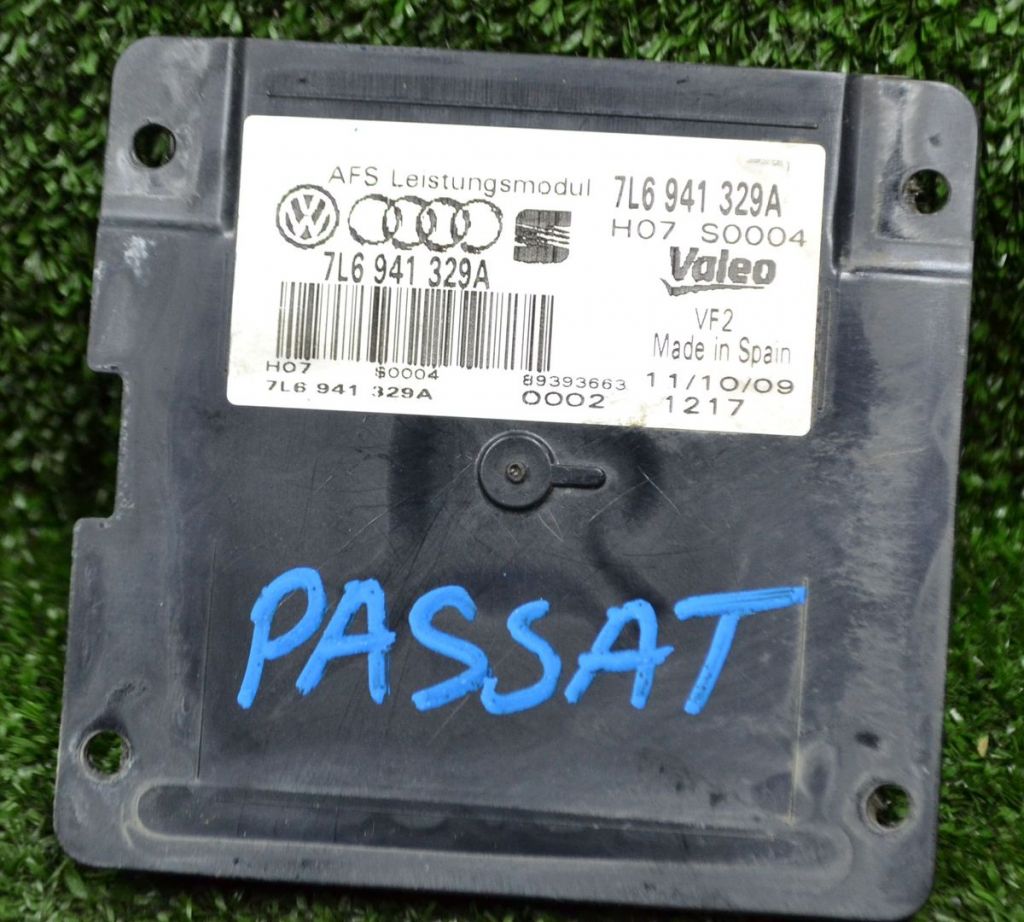 AFS Leistungsmodul
7L6 941 329A
H07 S0004
Valeo
7L6 941 329A
VF2
Made in Spain
H07 S0004
89393663
11/10/09
7L6 941 329A
0002
1217
PASSAT